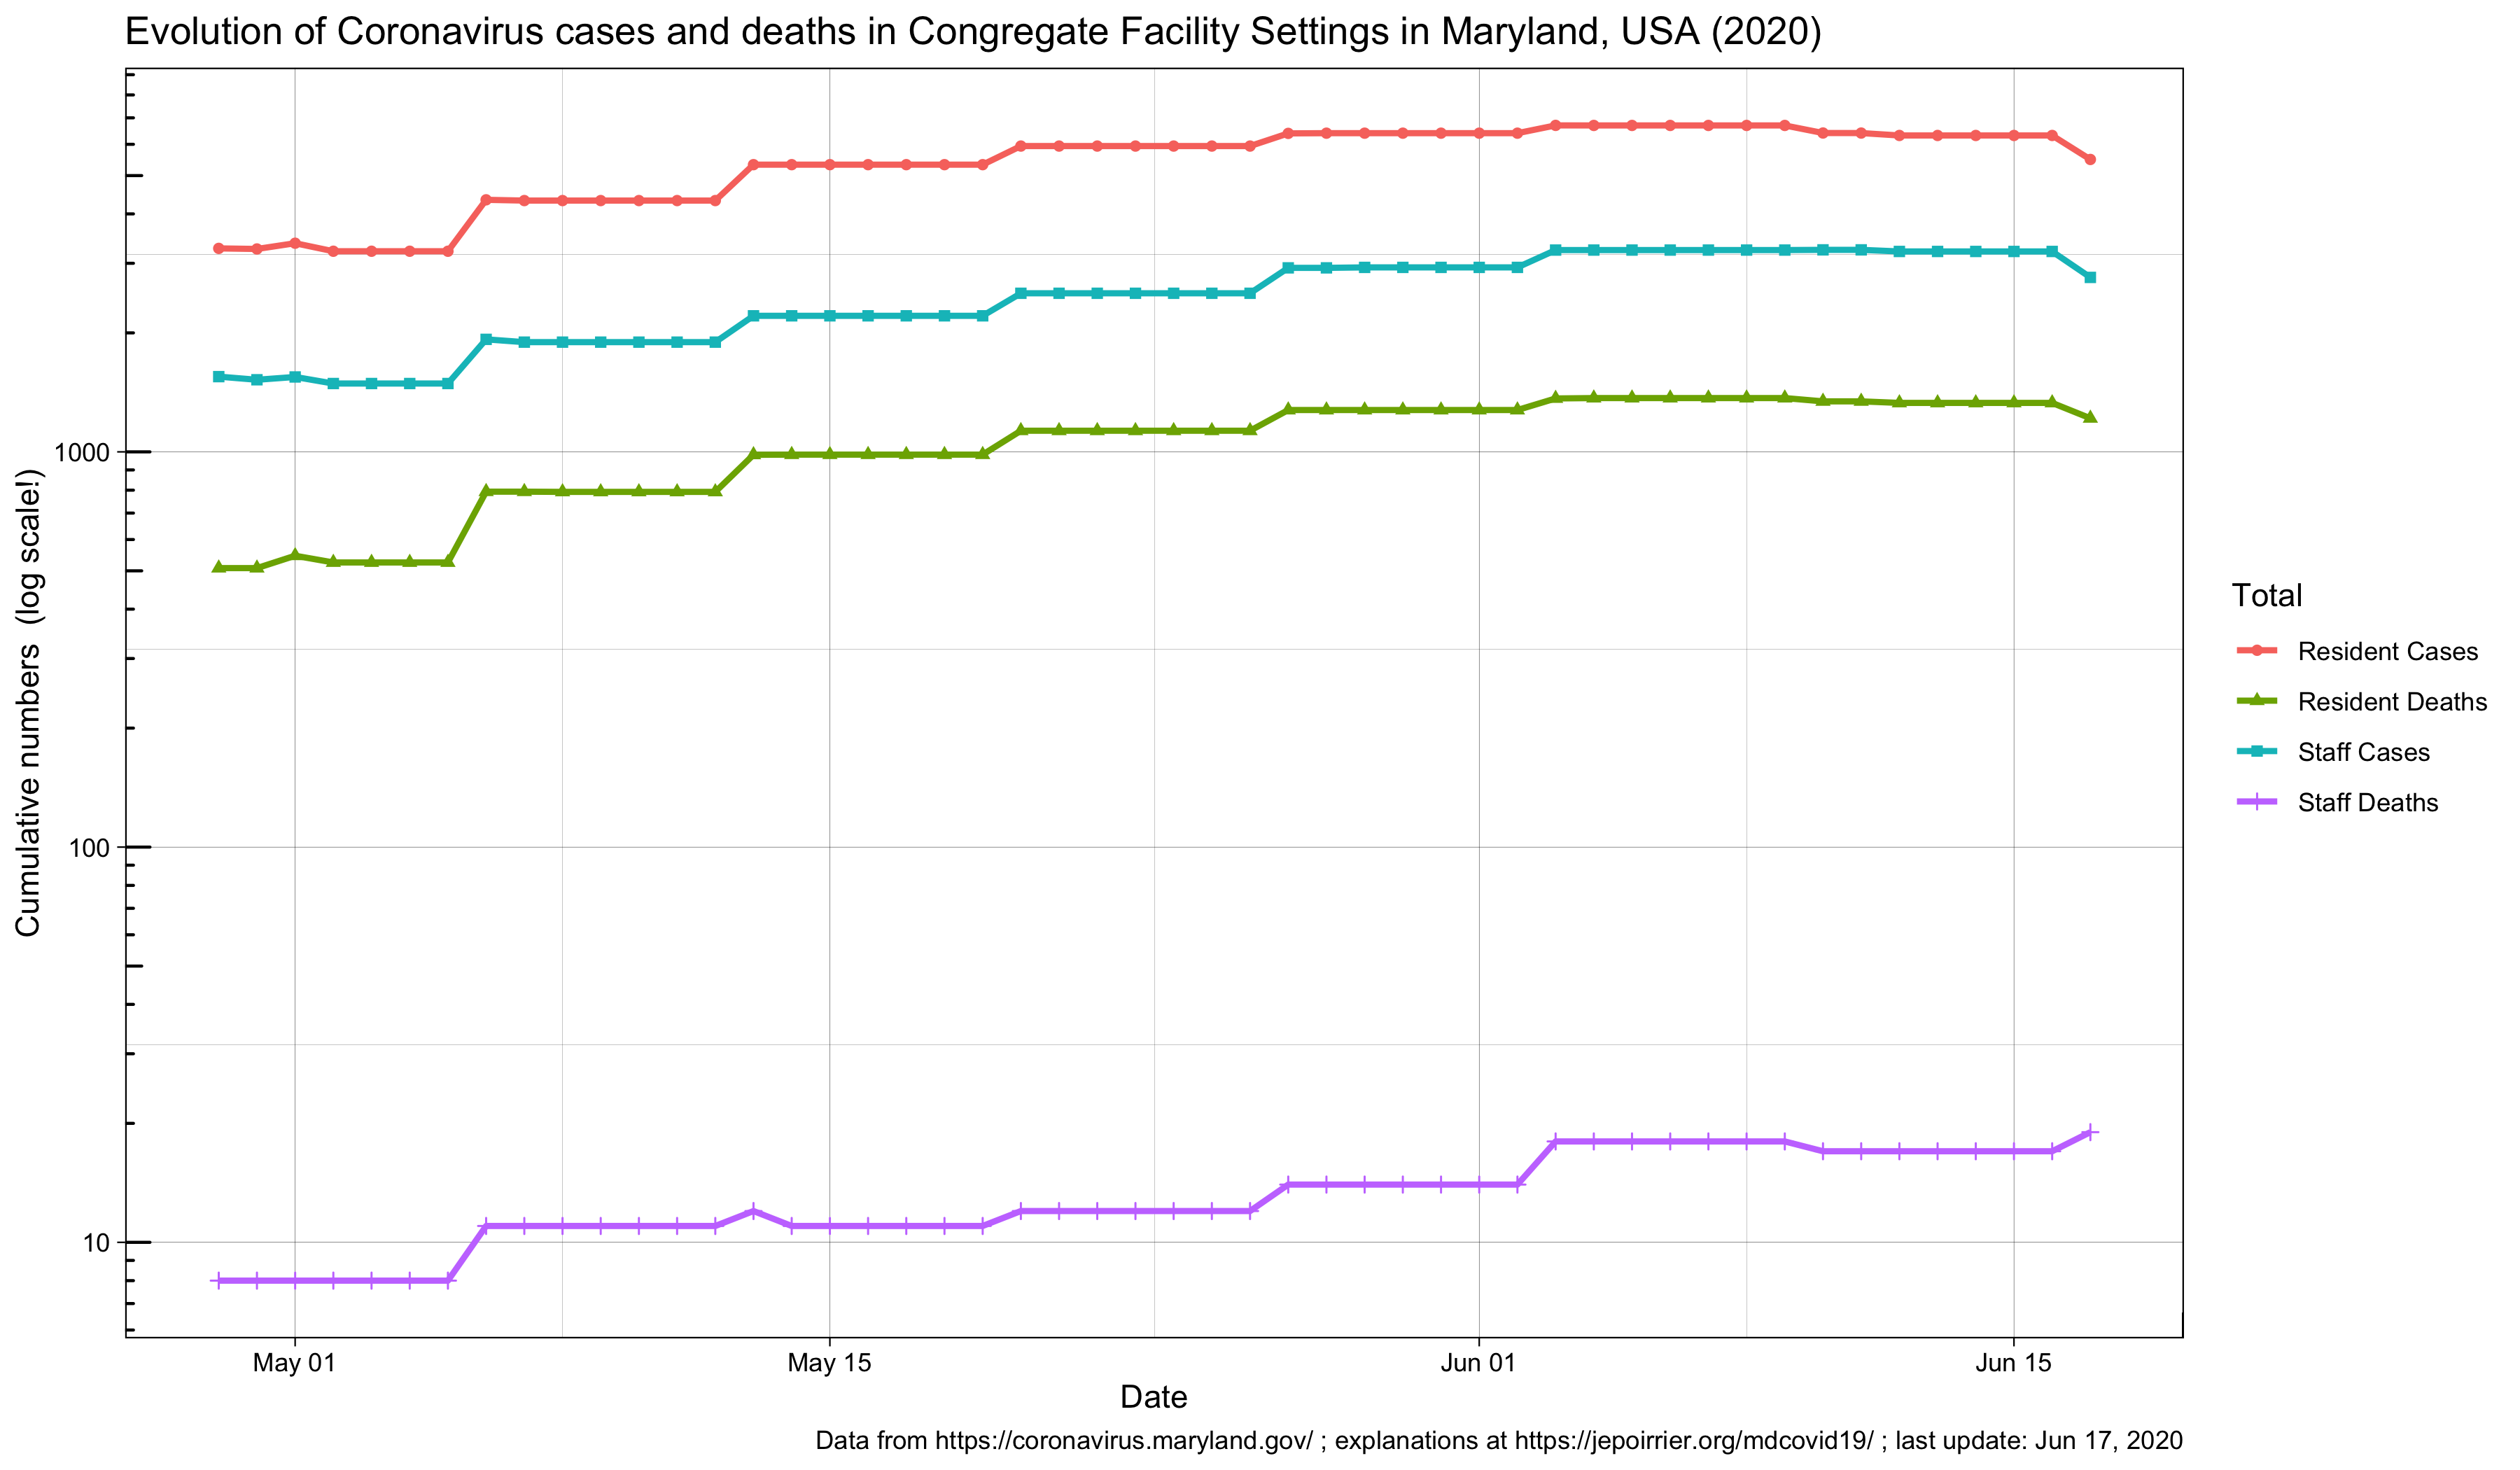 Evolution of Coronavirus cases and deaths in Congregate Facility Settings in Maryland, USA (2020)
Cumulative numbers  (log scale!)
1000
100
10
May 01
May 15
Jun 01
Jun 15
Date
Total
Resident Cases
Resident Deaths
Staff Cases
Staff Deaths
Data from https://coronavirus.maryland.gov/ ; explanations at https://jepoirrier.org/mdcovid19/ ; last update: Jun 17, 2020